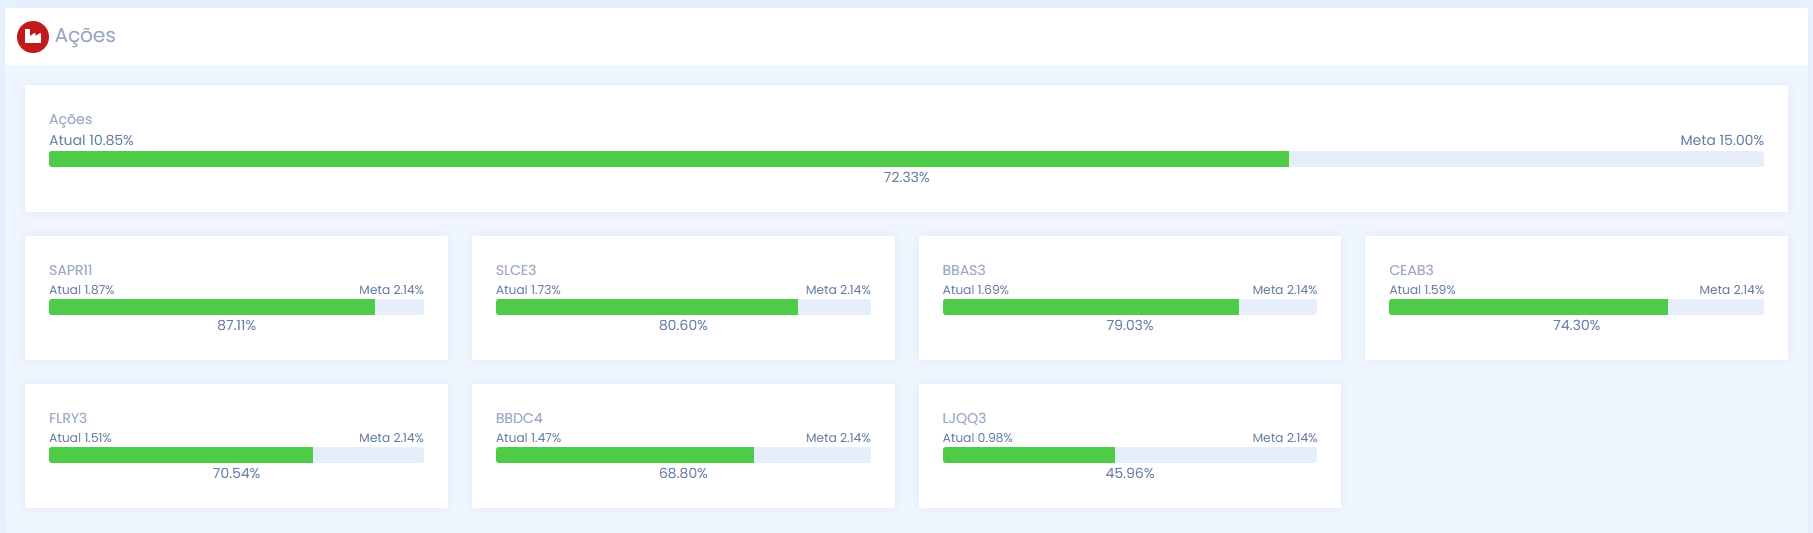 Ações
Ações
Atual 10.85% Meta 15.00%
72.33%
SAPR11
Atual 1.87% Meta 2.14%
87.11%
SLCE3
Atual 1.73% Meta 2.14%
80.60%
BBAS3
Atual 1.69% Meta 2.14%
79.03%
CEAB3
Atual 1.59% Meta 2.14%
74.30%
FLRY3
Atual 1.51% Meta 2.14%
70.54%
BBDC4
Atual 1.47% Meta 2.14%
68.80%
LJQQ3
Atual 0.98% Meta 2.14%
45.96%